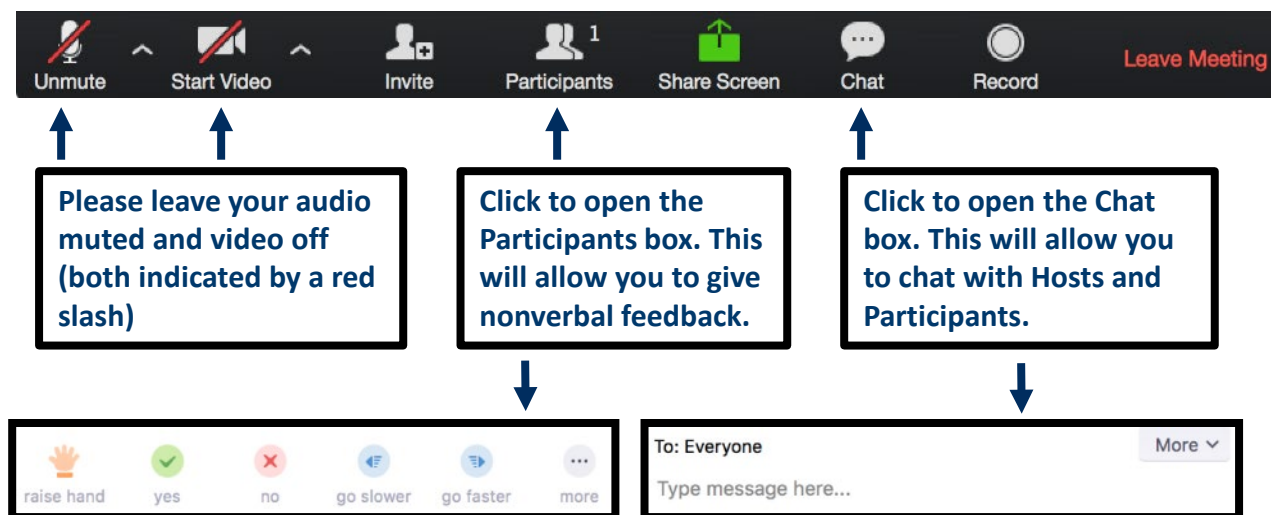 1
Unmute Start Video Invite Participants Share Screen Chat Record Leave Meeting
Please leave your audio
muted and video off
(both indicated by a red
slash)
Click to open the
Participants box. This
will allow you to give
nonverbal feedback.
Click to open the Chat
box. This will allow you
to chat with Hosts and
Participants.
raise hand yes no go slower go faster more
To: Everyone More
Type message here...